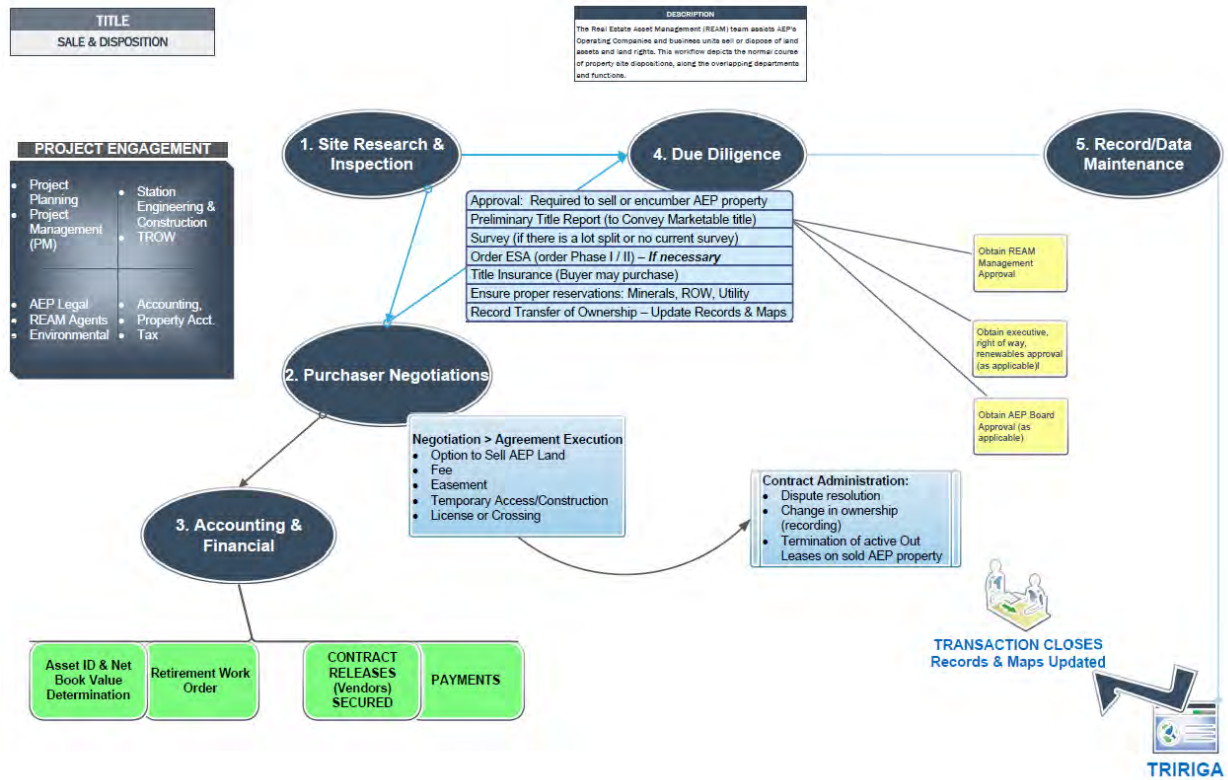 TITLE
SALE & DISPOSITION
DESCRIPTION
The Real Estate Asset Management (REAM) team assists AEP's
Operating Companies and business units sell or dispose of land
assets and land rights. This workflow depicts the normal course
of property site dispositions, along the overlapping departments
and functions.
PROJECT ENGAGEMENT
• Project
Planning
• Project
Management
(PM)
• Station
Engineering &
Construction
• TROW
• AEP Legal
• REAM Agents
• Environmental
• Accounting,
• Property Acct.
• Tax
1. Site Research &
Inspection
4. Due Diligence
5. Record/Data
Maintenance
Approval: Required to sell or encumber AEP property
Preliminary Title Report (to Convey Marketable title)
Survey (if there is a lot split or no current survey)
Order ESA (order Phase I / II) – If necessary
Title Insurance (Buyer may purchase)
Ensure proper reservations: Minerals, ROW, Utility
Record Transfer of Ownership – Update Records & Maps
Obtain REAM
Management
Approval
Obtain executive,
right of way,
renewables approval
(as applicable)l
Obtain AEP Board
Approval (as
applicable)
2. Purchaser Negotiations
Negotiation > Agreement Execution
• Option to Sell AEP Land
• Fee
• Easement
• Temporary Access/Construction
• License or Crossing
Contract Administration:
• Dispute resolution
• Change in ownership
(recording)
• Termination of active Out
Leases on sold AEP property
3. Accounting &
Financial
Asset ID & Net
Book Value
Determination
Retirement Work
Order
CONTRACT
RELEASES
(Vendors)
SECURED
PAYMENTS
TRANSACTION CLOSES
Records & Maps Updated
TRIRIGA